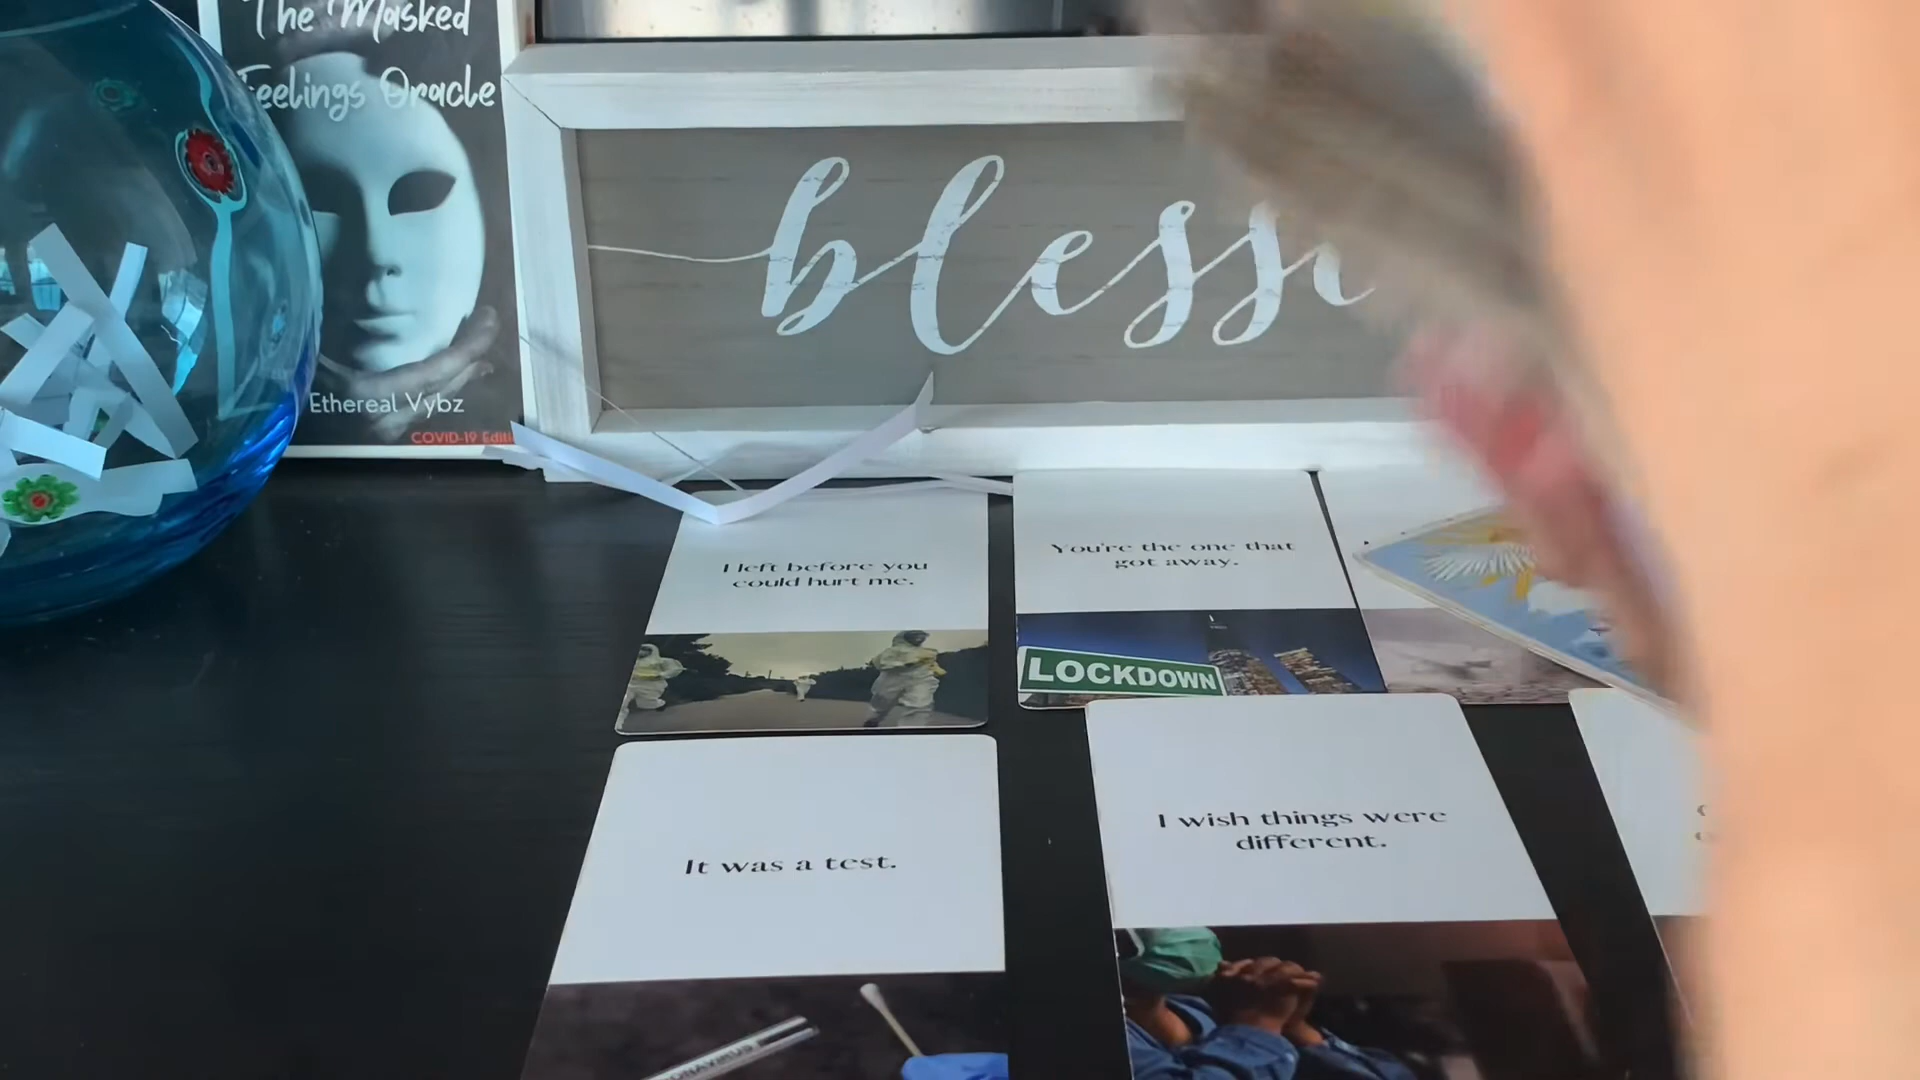 The Masked
Feelings Oracle
Ethereal Vybz
COVID-19
bless
I left before you
could hurt me.
You're the one that
got away.
LOCKDOWN
It was a test.
I wish things were
different.